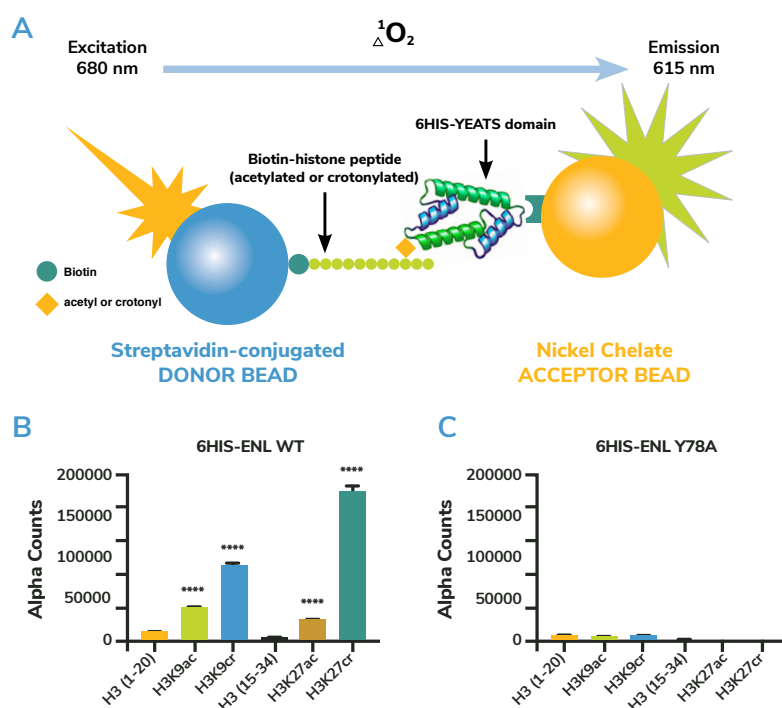 A
Excitation
680 nm
¹ΔO₂
Emission
615 nm
6HIS-YEATS domain
Biotin-histone peptide
(acetylated or crotonylated)
Biotin
acetyl or crotonyl
Streptavidin-conjugated
DONOR BEAD
Nickel Chelate
ACCEPTOR BEAD
B
6HIS-ENL WT
Alpha Counts
200000
150000
100000
50000
0
****
****
****
****
H3 (1-20)
H3K9ac
H3K9cr
H3 (15-34)
H3K27ac
H3K27cr
C
6HIS-ENL Y78A
Alpha Counts
200000
150000
100000
50000
0
H3 (1-20)
H3K9ac
H3K9cr
H3 (15-34)
H3K27ac
H3K27cr